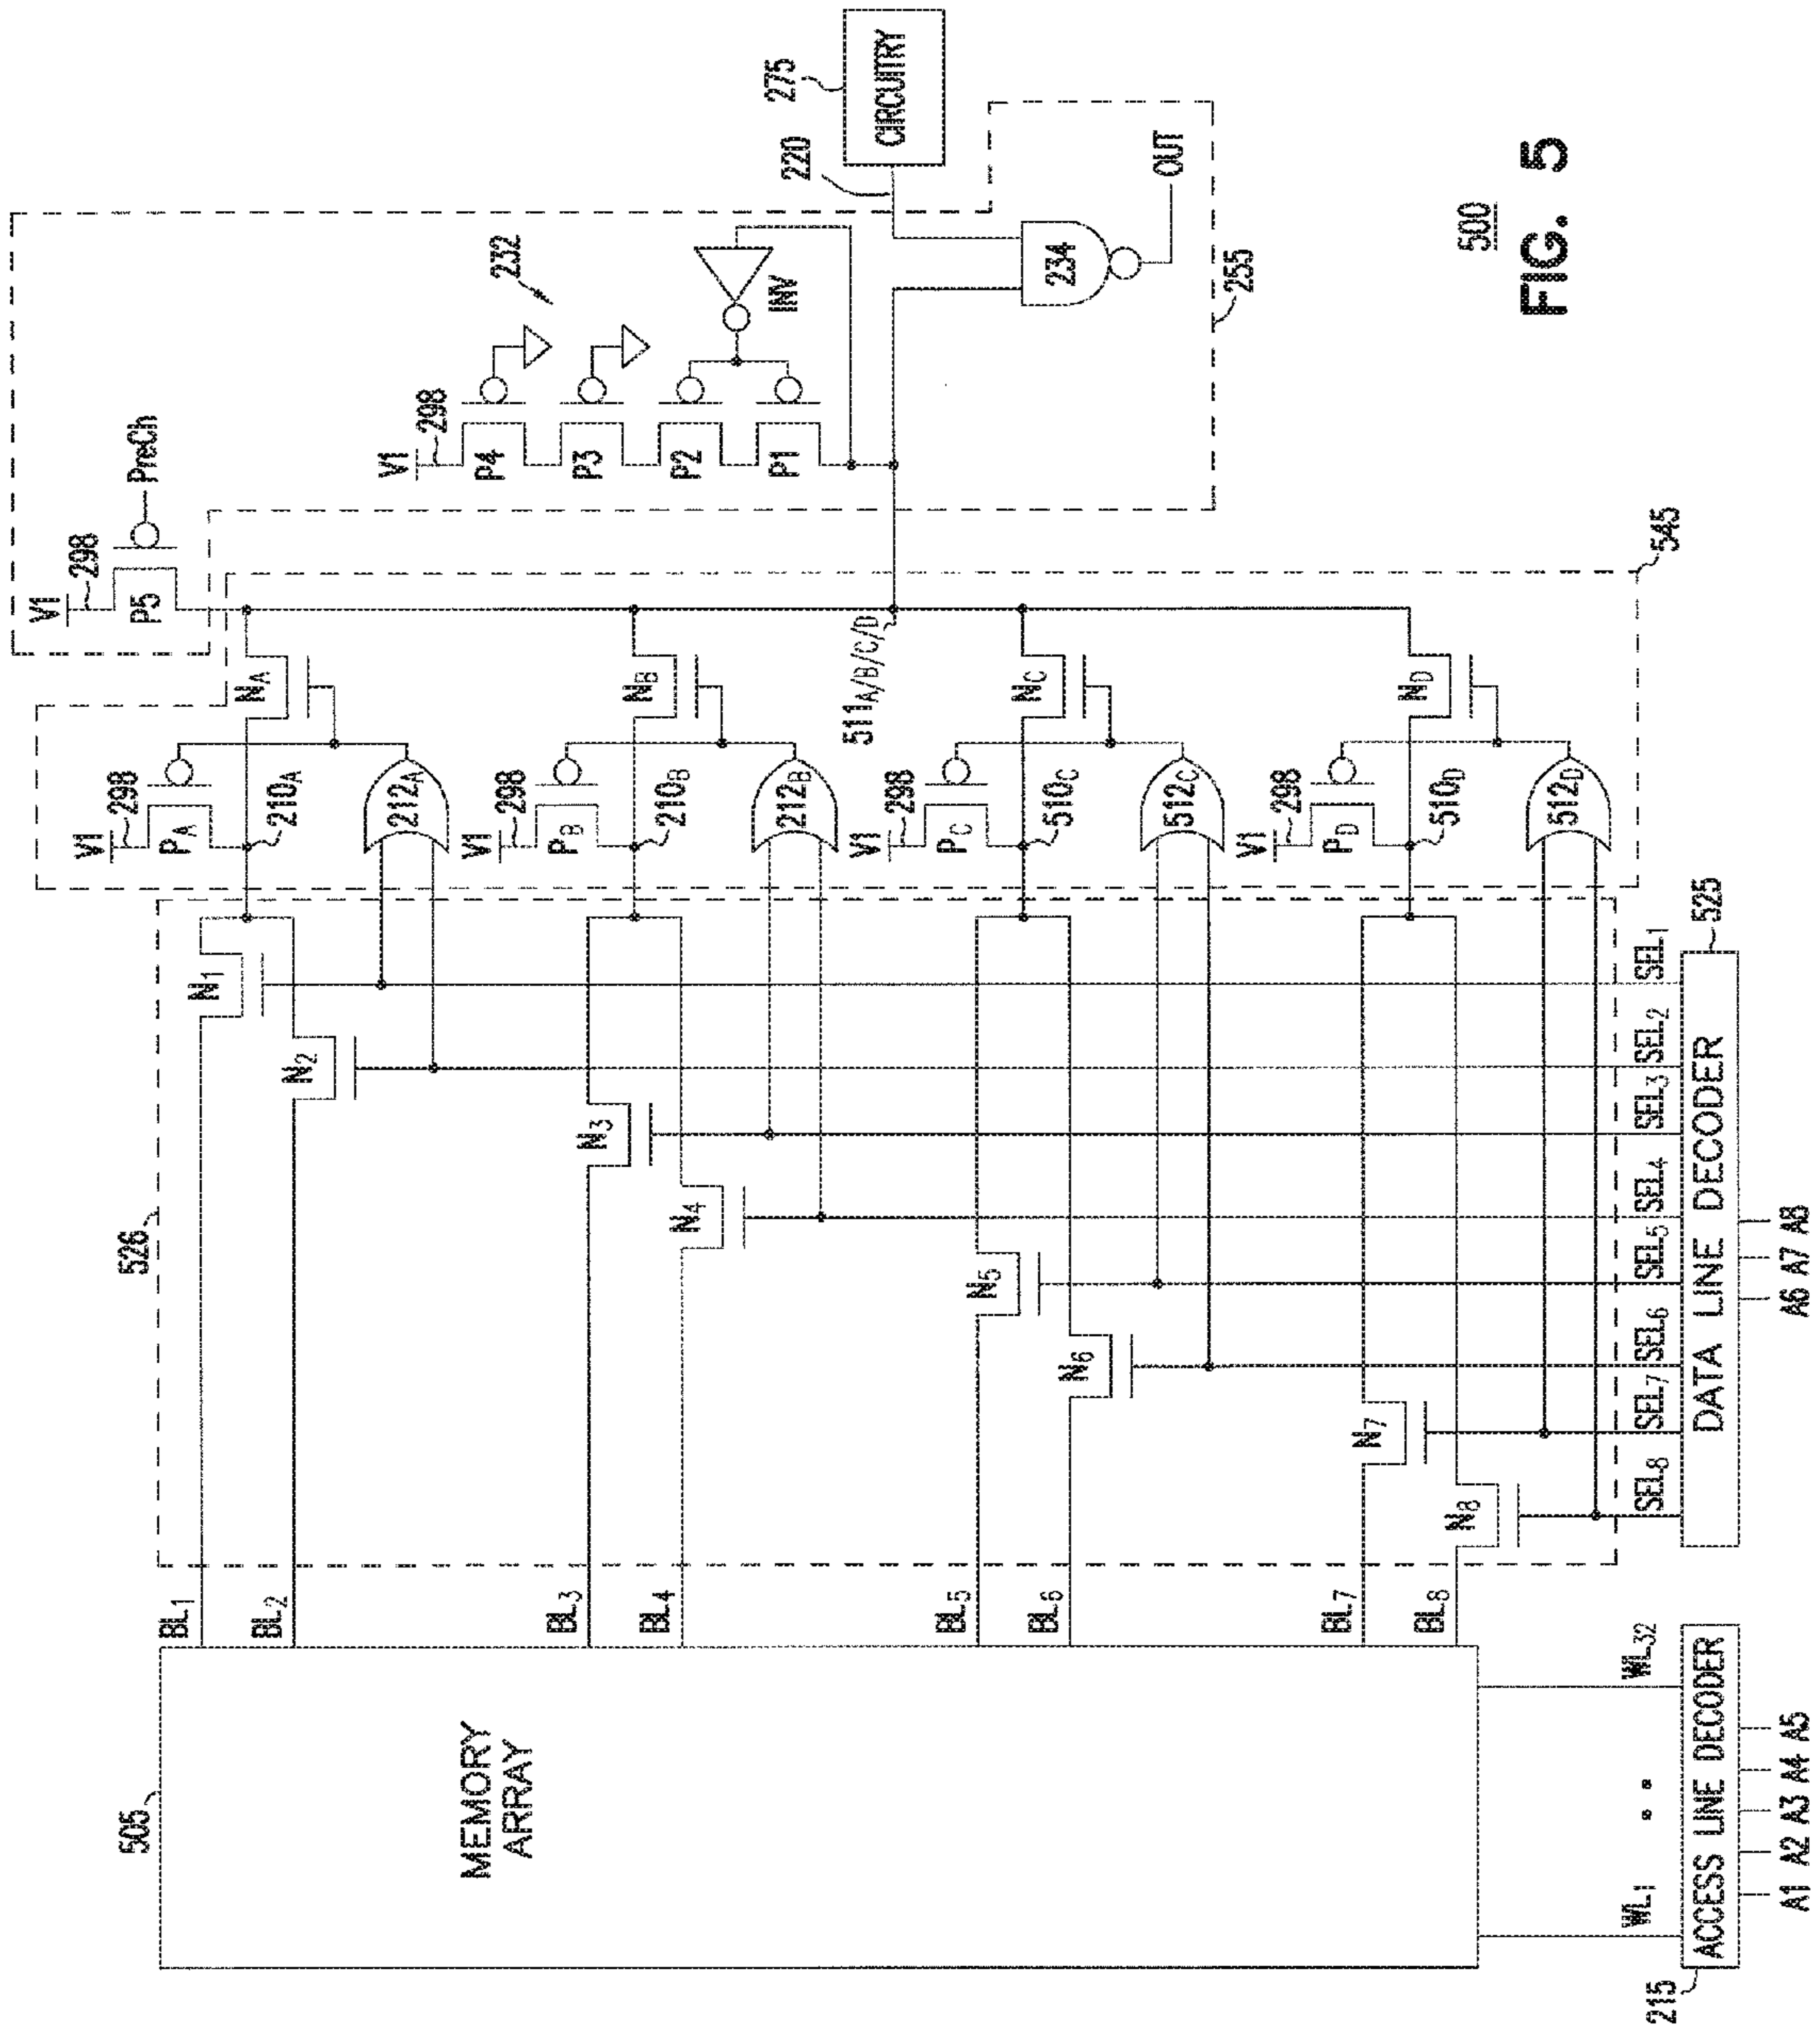 V1
298
P5
PreCh
V1
298
P4
P3
P2
P1
232
INV
275
CIRCUITRY
220
234
OUT
255
500
FIG. 5
545
V1
298
PA
NA
210A
212A
V1
298
PB
NB
210B
212B
511A/B/C/D
V1
298
PC
NC
510C
512C
V1
298
PD
ND
510D
512D
526
N1
N2
N3
N4
N5
N6
N7
N8
SEL8 SEL7 SEL6 SEL5 SEL4 SEL3 SEL2 SEL1
DATA LINE DECODER
525
A6 A7 A8
505
MEMORY
ARRAY
BL1
BL2
BL3
BL4
BL5
BL6
BL7
BL8
WL1 • • WL32
ACCESS LINE DECODER
215
A1 A2 A3 A4 A5